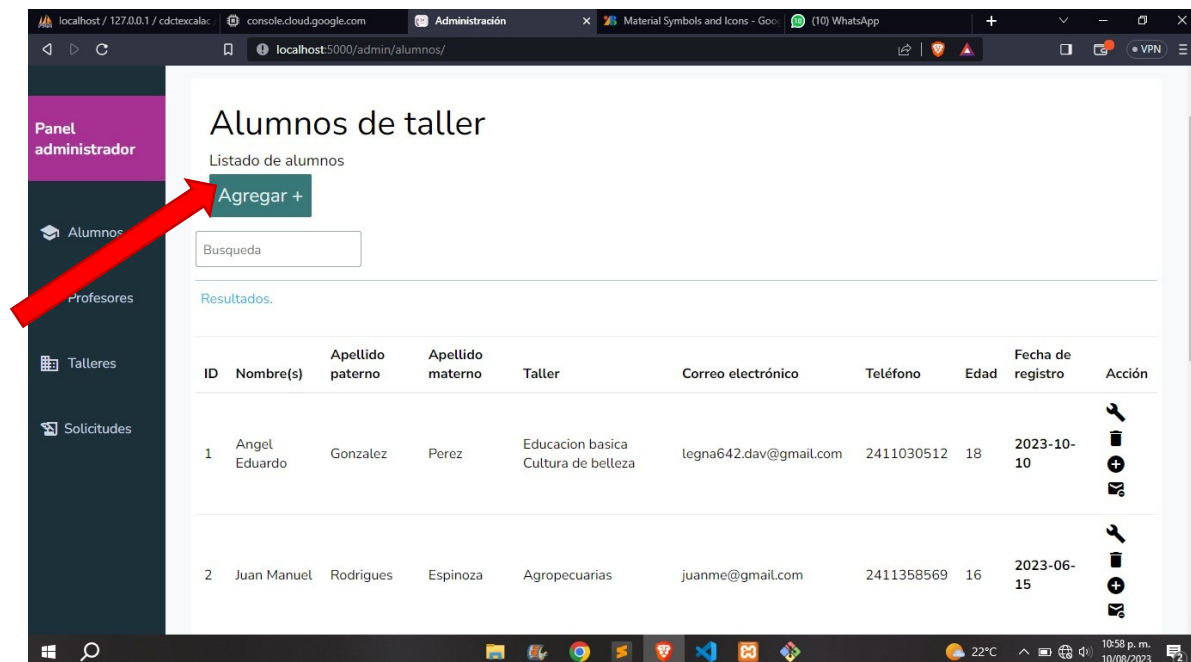 localhost / 127.0.0.1 / cdctexcalac
console.cloud.google.com
Administración
Material Symbols and Icons - Goo
(10) WhatsApp
localhost:5000/admin/alumnos/
VPN
Panel
administrador
Alumnos
Profesores
Talleres
Solicitudes
Alumnos de taller
Listado de alumnos
Agregar +
Busqueda
Resultados.
ID Nombre(s) Apellido paterno Apellido materno Taller Correo electrónico Teléfono Edad Fecha de registro Acción
1 Angel Eduardo Gonzalez Perez Educacion basica Cultura de belleza legna642.dav@gmail.com 2411030512 18 2023-10-10
2 Juan Manuel Rodrigues Espinoza Agropecuarias juanme@gmail.com 2411358569 16 2023-06-15
22°C
10:58 p. m.
10/08/2023
2